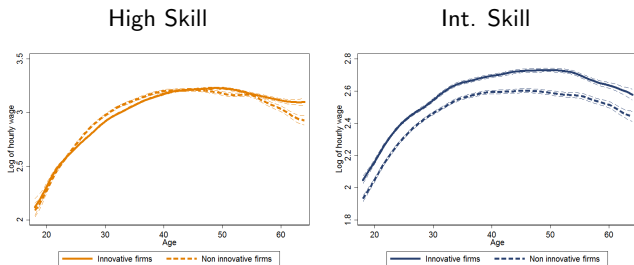 High Skill
3.5
3
2.5
2
Log of hourly wage
20
30
40
50
60
Age
Innovative firms
Non innovative firms
Int. Skill
2.8
2.6
2.4
2.2
2
1.8
Log of hourly wage
20
30
40
50
60
Age
Innovative firms
Non innovative firms